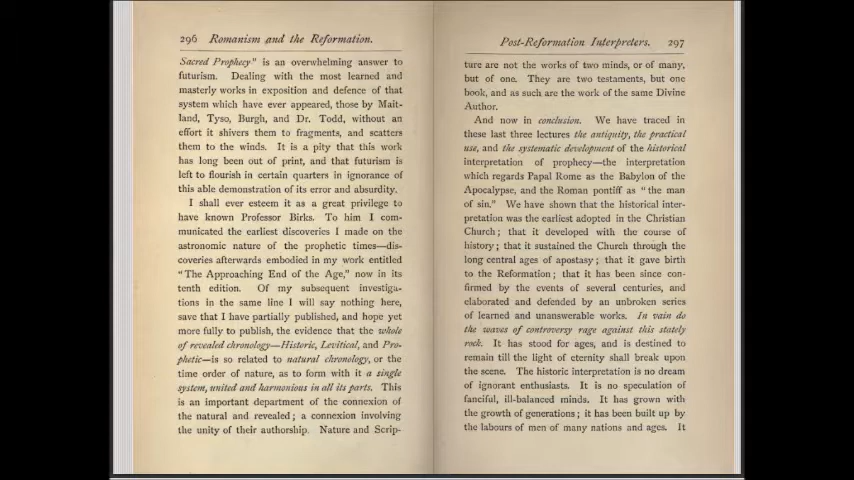 296 Romanism and the Reformation.
Sacred Prophecy" is an overwhelming answer to
futurism. Dealing with the most learned and
masterly works in exposition and defence of that
system which have ever appeared, those by Mait-
land, Tyso, Burgh, and Dr. Todd, without an
effort it shivers them to fragments, and scatters
them to the winds. It is a pity that this work
has long been out of print, and that futurism is
left to flourish in certain quarters in ignorance of
this able demonstration of its error and absurdity.
I shall ever esteem it as a great privilege to
have known Professor Birks. To him I com-
municated the earliest discoveries I made on the
astronomic nature of the prophetic times—dis-
coveries afterwards embodied in my work entitled
"The Approaching End of the Age," now in its
tenth edition. Of my subsequent investiga-
tions in the same line I will say nothing here,
save that I have partially published, and hope yet
more fully to publish, the evidence that the whole
of revealed chronology—Historic, Levitical, and Pro-
phetic—is so related to natural chronology, or the
time order of nature, as to form with it a single
system, united and harmonious in all its parts. This
is an important department of the connexion of
the natural and revealed; a connexion involving
the unity of their authorship. Nature and Scrip-
Post-Reformation Interpreters. 297
ture are not the works of two minds, or of many,
but of one. They are two testaments, but one
book, and as such are the work of the same Divine
Author.
And now in conclusion. We have traced in
these last three lectures the antiquity, the practical
use, and the systematic development of the historical
interpretation of prophecy—the interpretation
which regards Papal Rome as the Babylon of the
Apocalypse, and the Roman pontiff as "the man
of sin." We have shown that the historical inter-
pretation was the earliest adopted in the Christian
Church; that it developed with the course of
history; that it sustained the Church through the
long central ages of apostasy; that it gave birth
to the Reformation; that it has been since con-
firmed by the events of several centuries, and
elaborated and defended by an unbroken series
of learned and unanswerable works. In vain do
the waves of controversy rage against this stately
rock. It has stood for ages, and is destined to
remain till the light of eternity shall break upon
the scene. The historic interpretation is no dream
of ignorant enthusiasts. It is no speculation of
fanciful, ill-balanced minds. It has grown with
the growth of generations; it has been built up by
the labours of men of many nations and ages. It